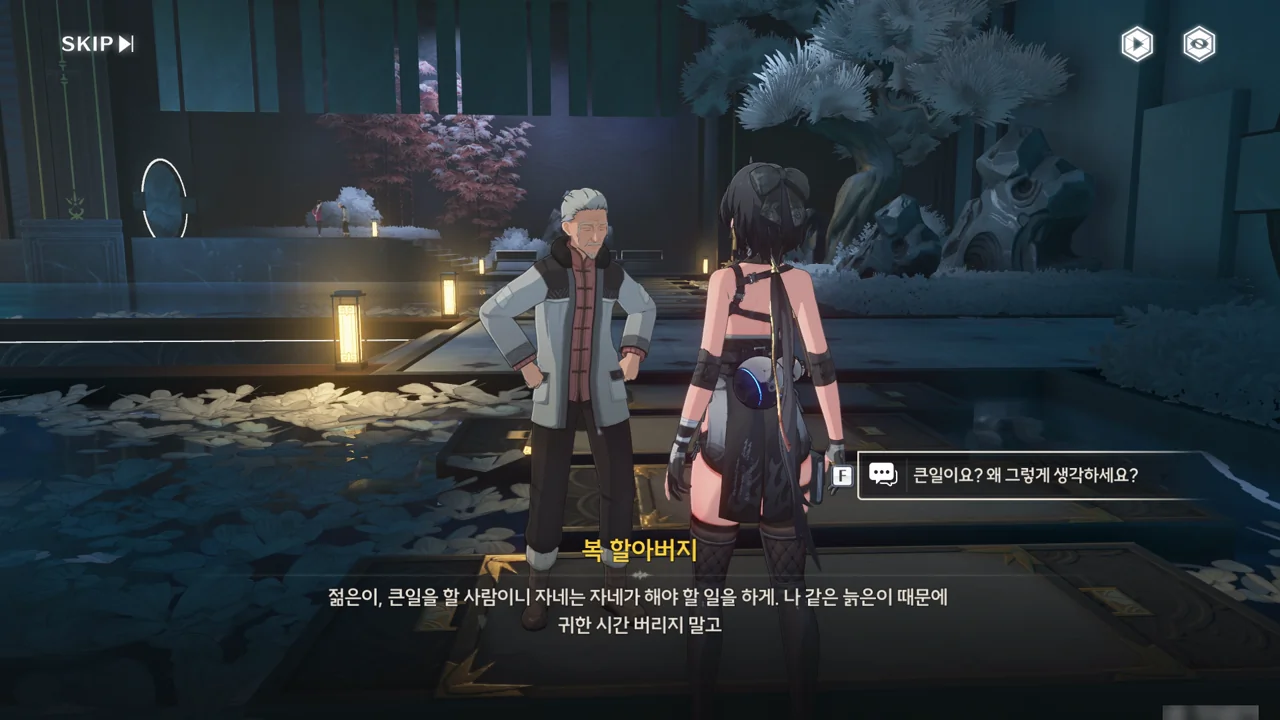 SKIP
F
큰일이요? 왜 그렇게 생각하세요?
복 할아버지
젊은이, 큰일을 할 사람이니 자네는 자네가 해야 할 일을 하게. 나 같은 늙은이 때문에
귀한 시간 버리지 말고